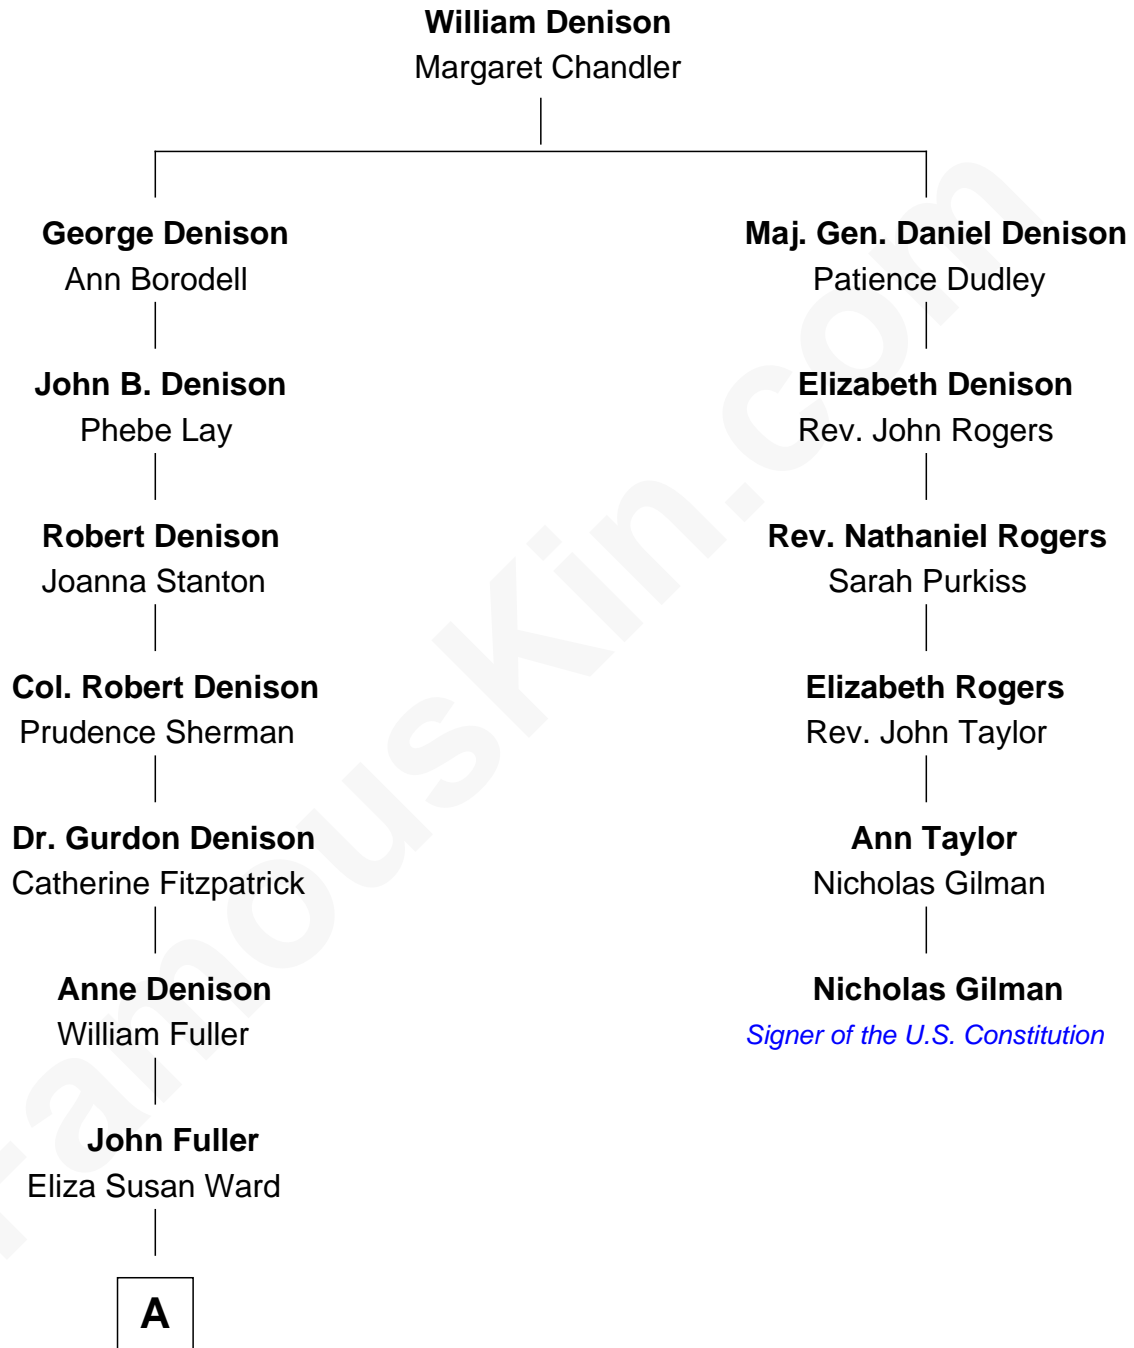 William Denison
Margaret Chandler
George Denison
Ann Borodell
John B. Denison
Phebe Lay
Robert Denison
Joanna Stanton
Col. Robert Denison
Prudence Sherman
Dr. Gurdon Denison
Catherine Fitzpatrick
Anne Denison
William Fuller
John Fuller
Eliza Susan Ward
A
Maj. Gen. Daniel Denison
Patience Dudley
Elizabeth Denison
Rev. John Rogers
Rev. Nathaniel Rogers
Sarah Purkiss
Elizabeth Rogers
Rev. John Taylor
Ann Taylor
Nicholas Gilman
Nicholas Gilman
Signer of the U.S. Constitution
FamousKin.com